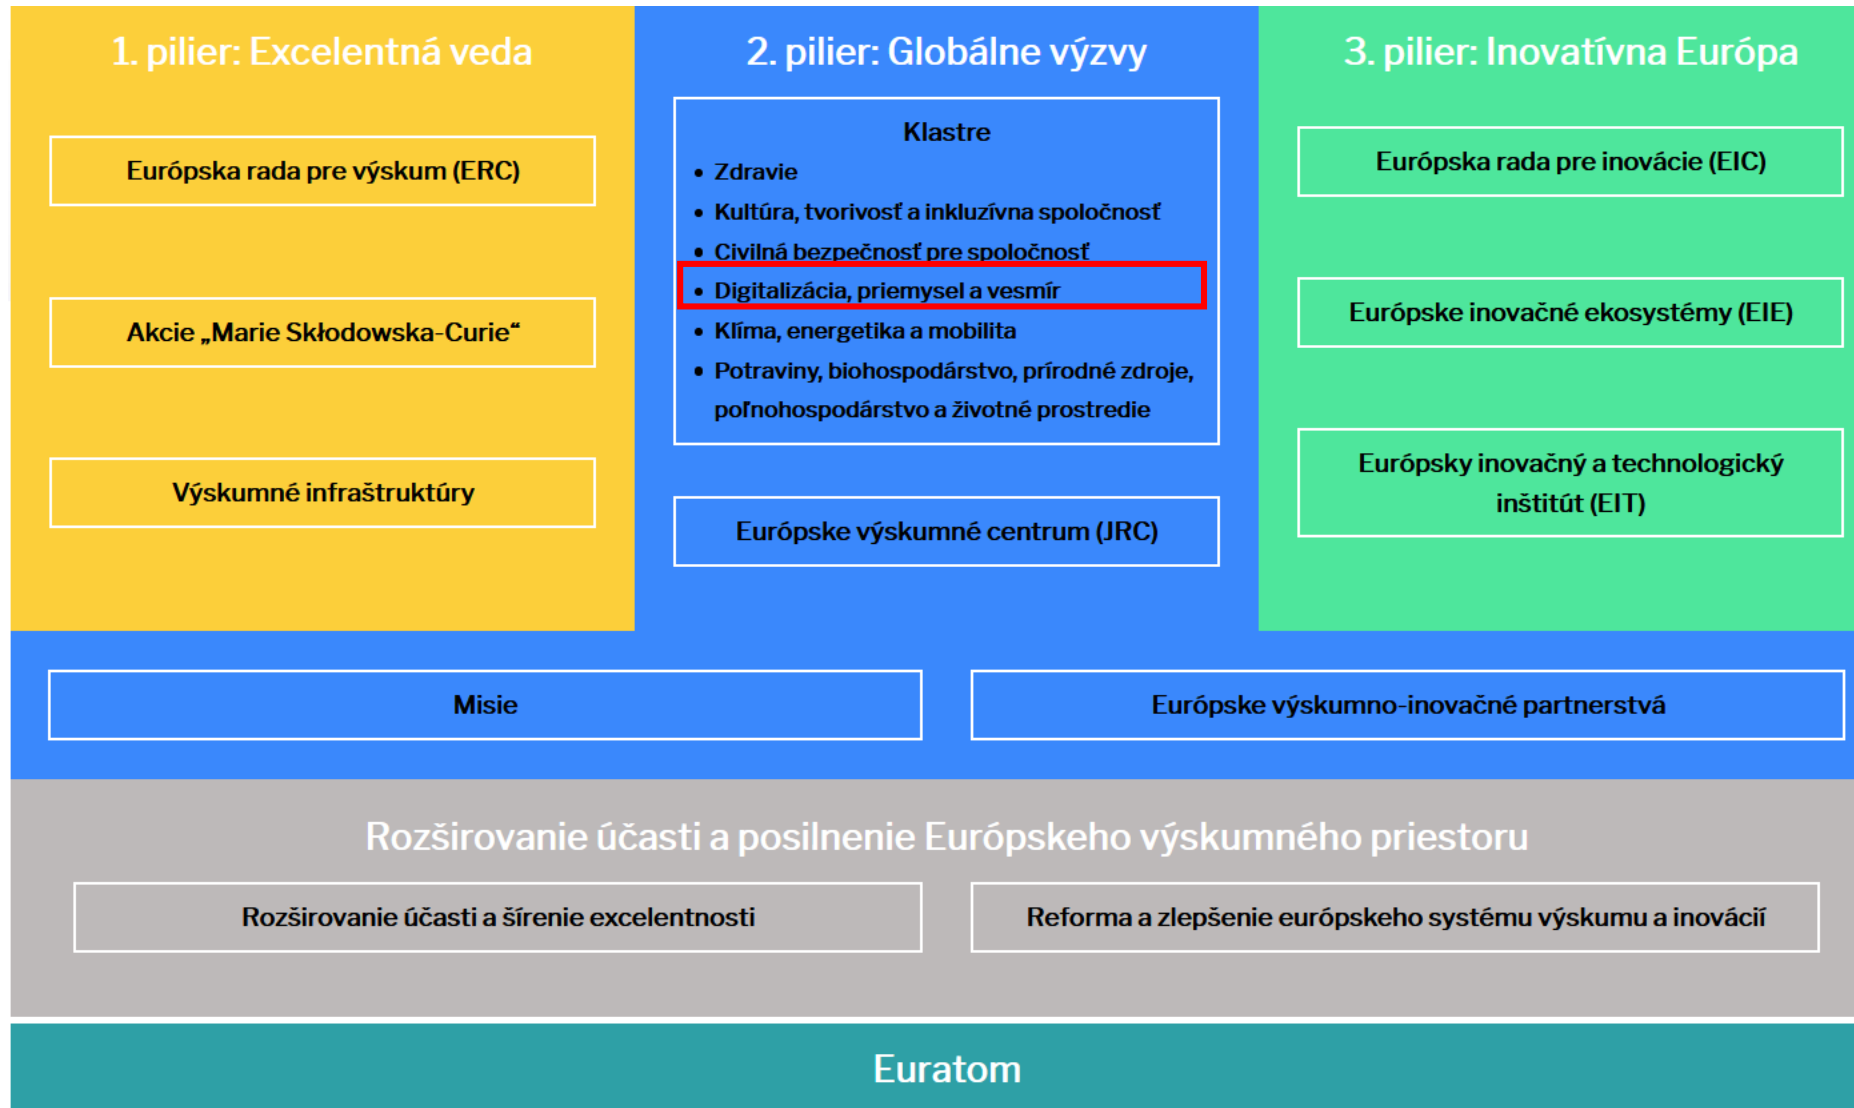 1. pilier: Excelentná veda
Európska rada pre výskum (ERC)
Akcie „Marie Skłodowska-Curie“
Výskumné infraštruktúry
2. pilier: Globálne výzvy
Klastre
• Zdravie
• Kultúra, tvorivosť a inkluzívna spoločnosť
• Civilná bezpečnosť pre spoločnosť
• Digitalizácia, priemysel a vesmír
• Klíma, energetika a mobilita
• Potraviny, biohospodárstvo, prírodné zdroje,
poľnohospodárstvo a životné prostredie
Európske výskumné centrum (JRC)
3. pilier: Inovatívna Európa
Európska rada pre inovácie (EIC)
Európske inovačné ekosystémy (EIE)
Európsky inovačný a technologický
inštitút (EIT)
Misie
Európske výskumno-inovačné partnerstvá
Rozširovanie účasti a posilnenie Európskeho výskumného priestoru
Rozširovanie účasti a šírenie excelentnosti
Reforma a zlepšenie európskeho systému výskumu a inovácií
Euratom